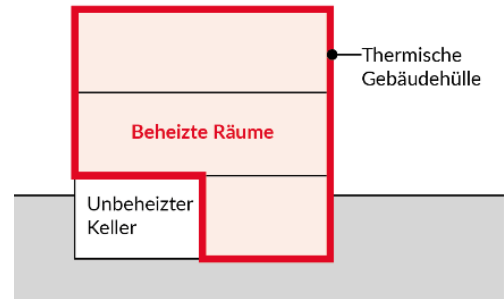 Thermische
Gebäudehülle
Beheizte Räume
Unbeheizter
Keller